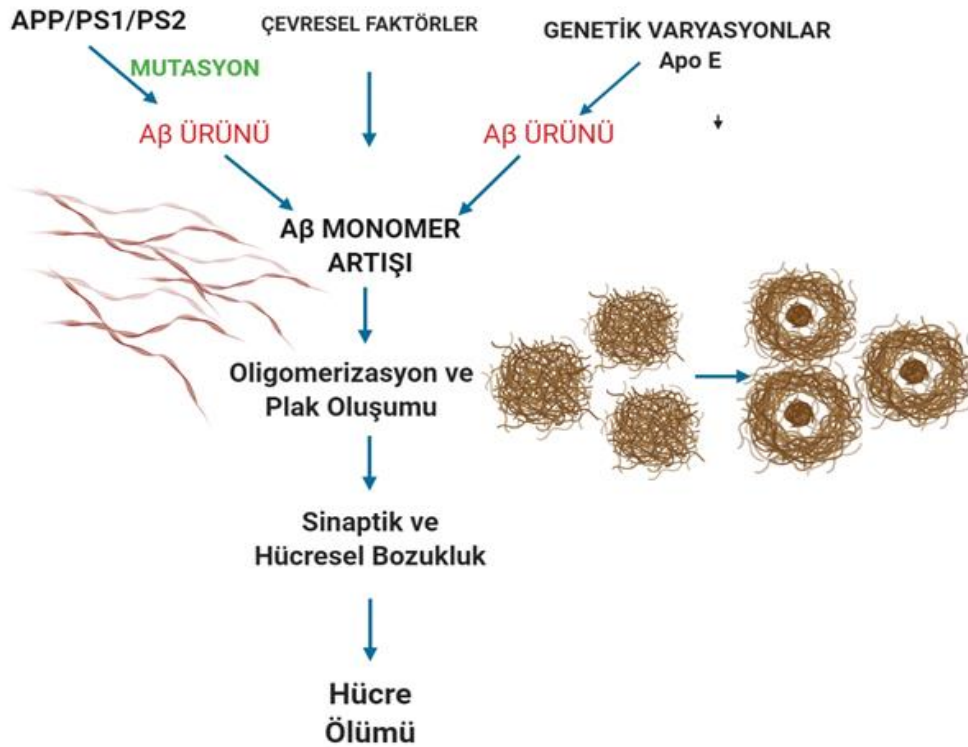 APP/PS1/PS2
ÇEVRESEL FAKTÖRLER
GENETİK VARYASYONLAR
Apo E
MUTASYON
Aβ ÜRÜNÜ
Aβ ÜRÜNÜ
Aβ MONOMER
ARTIŞI
Oligomerizasyon ve
Plak Oluşumu
Sinaptik ve
Hücresel Bozukluk
Hücre
Ölümü